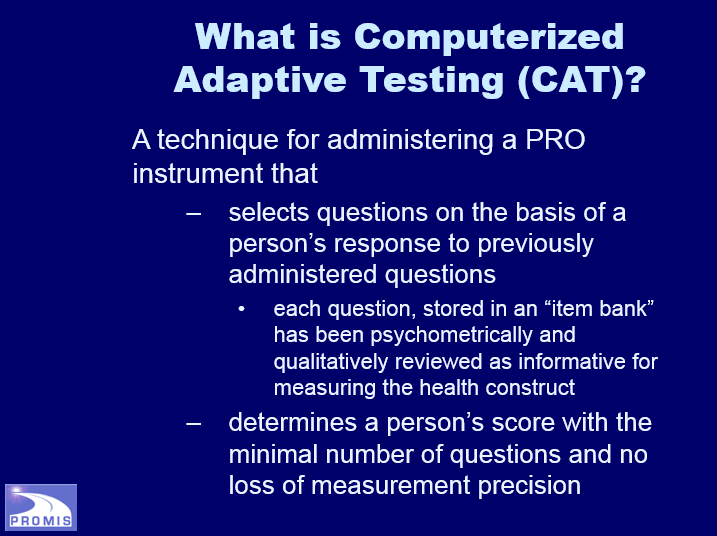 What is Computerized
Adaptive Testing (CAT)?
A technique for administering a PRO
instrument that
– selects questions on the basis of a
person’s response to previously
administered questions
• each question, stored in an “item bank”
has been psychometrically and
qualitatively reviewed as informative for
measuring the health construct
– determines a person’s score with the
minimal number of questions and no
loss of measurement precision
PROMIS